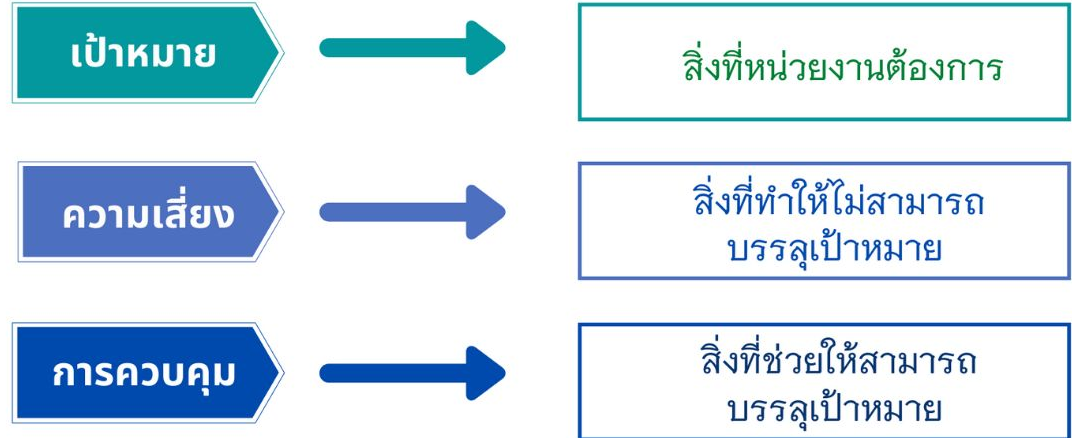 เป้าหมาย
สิ่งที่หน่วยงานต้องการ
ความเสี่ยง
สิ่งที่ทำให้ไม่สามารถ
บรรลุเป้าหมาย
การควบคุม
สิ่งที่ช่วยให้สามารถ
บรรลุเป้าหมาย